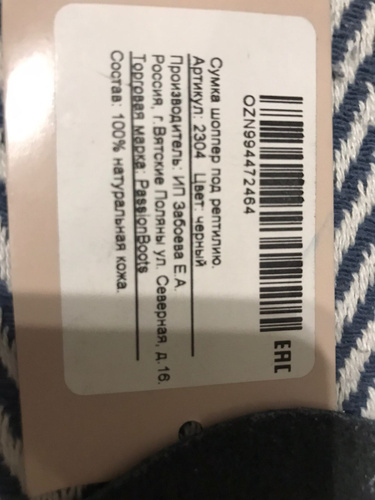 OZN994472464
EAC
Сумка шоппер под рептилию.
Артикул: 2304 Цвет: черный
Производитель: ИП Забоева Е.А.
Россия, г. Вятские Поляны ул. Северная, д.16.
Торговая марка: PassionBoots
Состав: 100% натуральная кожа.